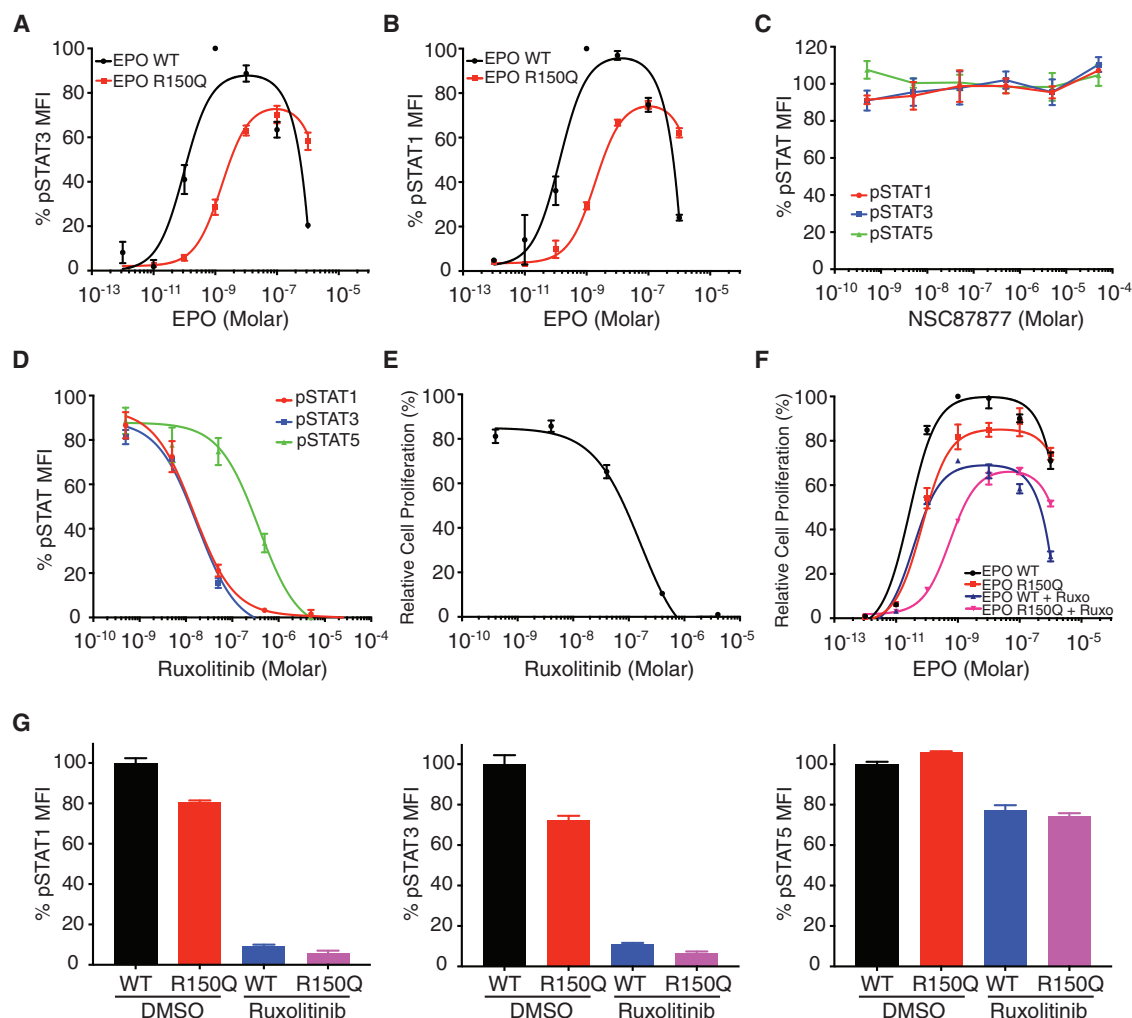 A
% pSTAT3 MFI
100
80
60
40
20
0
EPO WT
EPO R150Q
10-13 10-11 10-9 10-7 10-5
EPO (Molar)
B
% pSTAT1 MFI
100
80
60
40
20
0
EPO WT
EPO R150Q
10-13 10-11 10-9 10-7 10-5
EPO (Molar)
C
% pSTAT MFI
120
100
80
60
40
20
0
pSTAT1
pSTAT3
pSTAT5
10-10 10-9 10-8 10-7 10-6 10-5 10-4
NSC87877 (Molar)
D
% pSTAT MFI
100
80
60
40
20
0
pSTAT1
pSTAT3
pSTAT5
10-10 10-9 10-8 10-7 10-6 10-5 10-4
Ruxolitinib (Molar)
E
Relative Cell Proliferation (%)
100
80
60
40
20
0
10-10 10-9 10-8 10-7 10-6 10-5
Ruxolitinib (Molar)
F
Relative Cell Proliferation (%)
100
80
60
40
20
0
EPO WT
EPO R150Q
EPO WT + Ruxo
EPO R150Q + Ruxo
10-13 10-11 10-9 10-7 10-5
EPO (Molar)
G
% pSTAT1 MFI
100
80
60
40
20
0
WT R150Q WT R150Q
DMSO Ruxolitinib
% pSTAT3 MFI
100
80
60
40
20
0
WT R150Q WT R150Q
DMSO Ruxolitinib
% pSTAT5 MFI
100
80
60
40
20
0
WT R150Q WT R150Q
DMSO Ruxolitinib